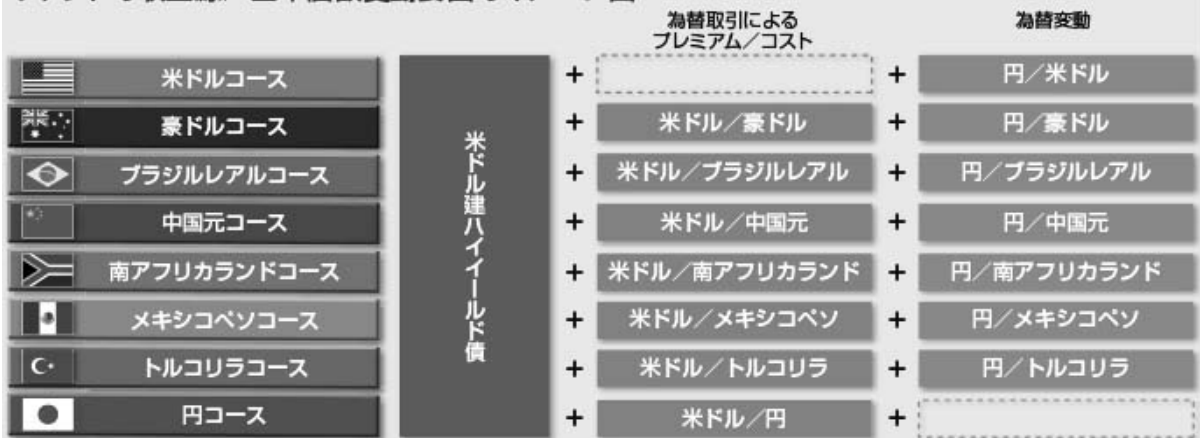 為替取引による
プレミアム／コスト
為替変動
米ドルコース
+
+
円／米ドル
豪ドルコース
+
米ドル／豪ドル
+
円／豪ドル
ブラジルレアルコース
+
米ドル／ブラジルレアル
+
円／ブラジルレアル
中国元コース
+
米ドル／中国元
+
円／中国元
南アフリカランドコース
+
米ドル／南アフリカランド
+
円／南アフリカランド
メキシコペソコース
+
米ドル／メキシコペソ
+
円／メキシコペソ
トルコリラコース
+
米ドル／トルコリラ
+
円／トルコリラ
円コース
+
米ドル／円
+
米ドル建ハイイールド債